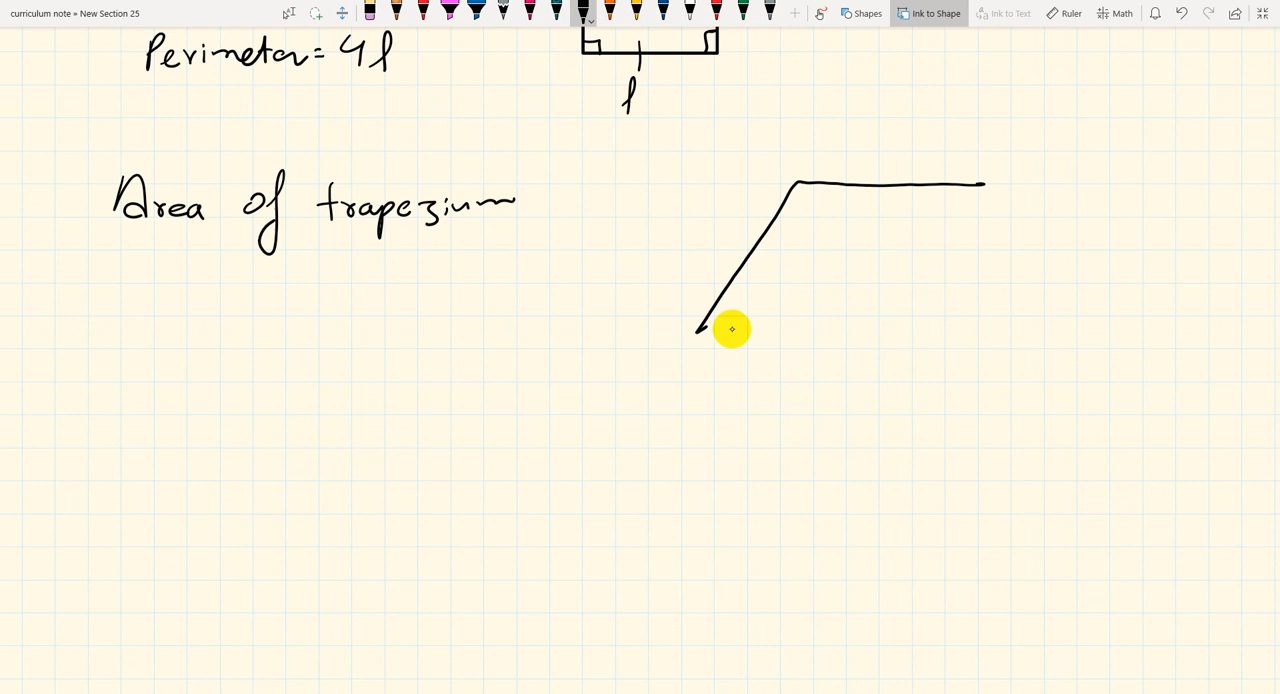 curriculum note » New Section 25
Shapes
Ink to Shape
Ink to Text
Ruler
Math
Perimeter = 4l
l
Area of trapezium